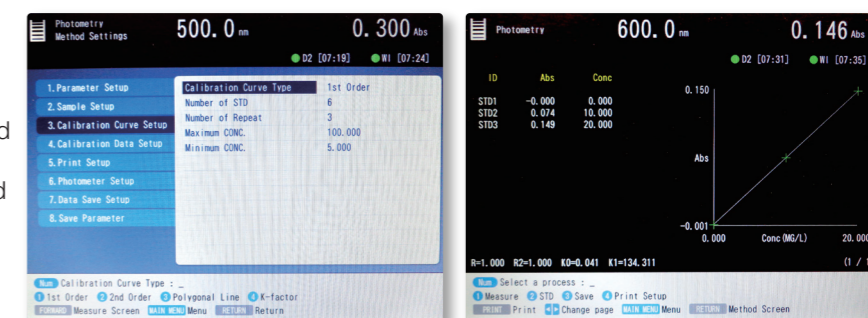 Photometry
Method Settings
500.0 nm
0.300 Abs
D2 [07:19] WI [07:24]
1.Parameter Setup
2.Sample Setup
3.Calibration Curve Setup
4.Calibration Data Setup
5.Print Setup
6.Photometer Setup
7.Data Save Setup
8.Save Parameter
Calibration Curve Type 1st Order
Number of STD 6
Number of Repeat 3
Maximum CONC. 100.000
Minimum CONC. 5.000
Num Calibration Curve Type : _
1 1st Order 2 2nd Order 3 Polygonal Line 4 K-factor
FORWARD Measure Screen MAIN MENU Menu RETURN Return
Photometry
600.0 nm
0.146 Abs
D2 [07:31] WI [07:35]
ID Abs Conc
STD1 -0.000 0.000
STD2 0.074 10.000
STD3 0.149 20.000
0.150
Abs
-0.001
0.000 Conc(MG/L) 20.000
R=1.000 R2=1.000 K0=0.041 K1=134.311
(1 / 1
Num Select a process : _
1 Measure 2 STD 3 Save 4 Print Setup
PRINT Print Change page MAIN MENU Menu RETURN Method Screen